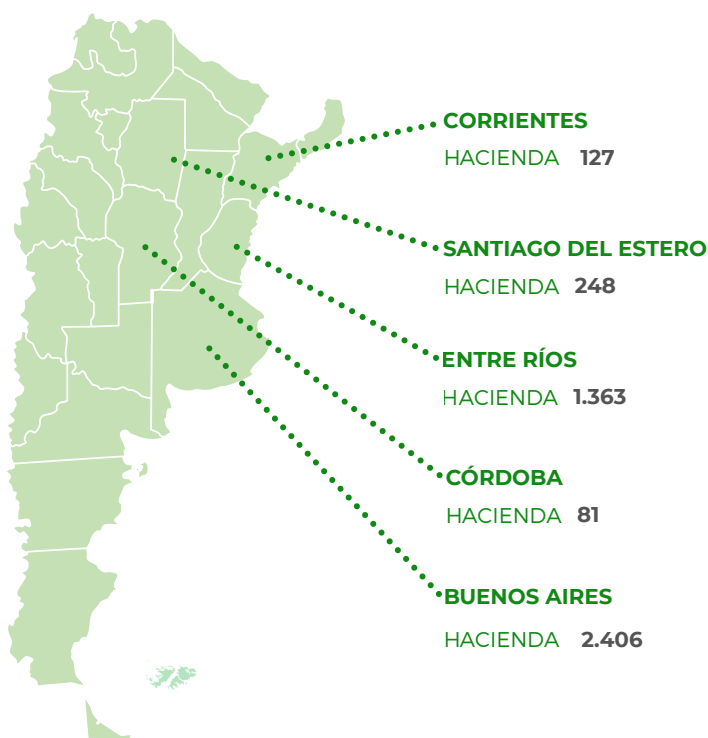 CORRIENTES
HACIENDA 127
SANTIAGO DEL ESTERO
HACIENDA 248
ENTRE RÍOS
HACIENDA 1.363
CÓRDOBA
HACIENDA 81
BUENOS AIRES
HACIENDA 2.406